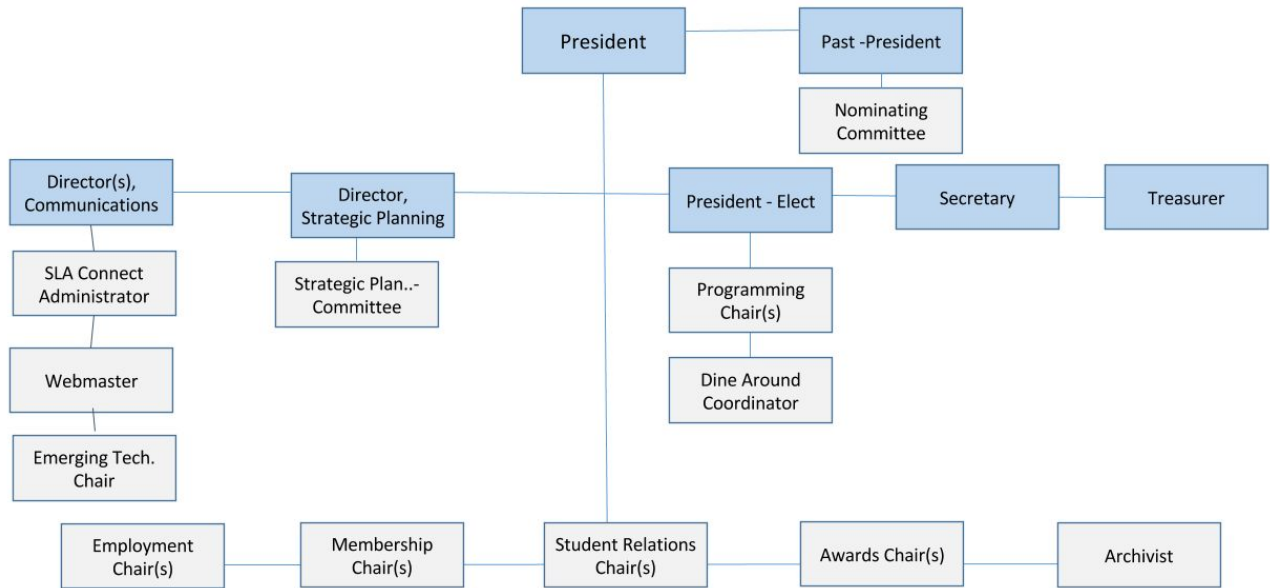 President
Past -President
Nominating
Committee
Director(s),
Communications
Director,
Strategic Planning
President - Elect
Secretary
Treasurer
SLA Connect
Administrator
Strategic Plan..-
Committee
Programming
Chair(s)
Webmaster
Dine Around
Coordinator
Emerging Tech.
Chair
Employment
Chair(s)
Membership
Chair(s)
Student Relations
Chair(s)
Awards Chair(s)
Archivist